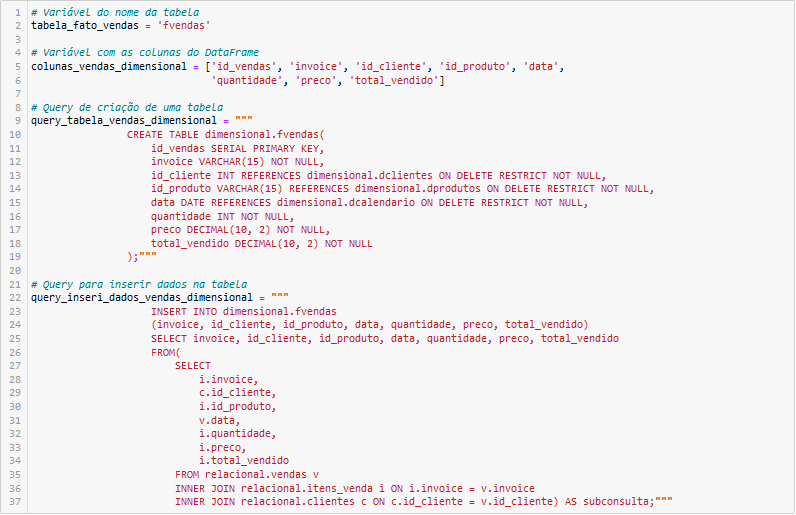 1 # Variável do nome da tabela
2 tabela_fato_vendas = 'fvendas'
3
4 # Variável com as colunas do DataFrame
5 colunas_vendas_dimensional = ['id_vendas', 'invoice', 'id_cliente', 'id_produto', 'data',
6                               'quantidade', 'preco', 'total_vendido']
7
8 # Query de criação de uma tabela
9 query_tabela_vendas_dimensional = """
10                 CREATE TABLE dimensional.fvendas(
11                     id_vendas SERIAL PRIMARY KEY,
12                     invoice VARCHAR(15) NOT NULL,
13                     id_cliente INT REFERENCES dimensional.dclientes ON DELETE RESTRICT NOT NULL,
14                     id_produto VARCHAR(15) REFERENCES dimensional.dprodutos ON DELETE RESTRICT NOT NULL,
15                     data DATE REFERENCES dimensional.dcalendario ON DELETE RESTRICT NOT NULL,
16                     quantidade INT NOT NULL,
17                     preco DECIMAL(10, 2) NOT NULL,
18                     total_vendido DECIMAL(10, 2) NOT NULL
19                 );"""
20
21 # Query para inserir dados na tabela
22 query_inseri_dados_vendas_dimensional = """
23                     INSERT INTO dimensional.fvendas
24                     (invoice, id_cliente, id_produto, data, quantidade, preco, total_vendido)
25                     SELECT invoice, id_cliente, id_produto, data, quantidade, preco, total_vendido
26                     FROM(
27                         SELECT
28                             i.invoice,
29                             c.id_cliente,
30                             i.id_produto,
31                             v.data,
32                             i.quantidade,
33                             i.preco,
34                             i.total_vendido
35                         FROM relacional.vendas v
36                         INNER JOIN relacional.itens_venda i ON i.invoice = v.invoice
37                         INNER JOIN relacional.clientes c ON c.id_cliente = v.id_cliente) AS subconsulta;"""